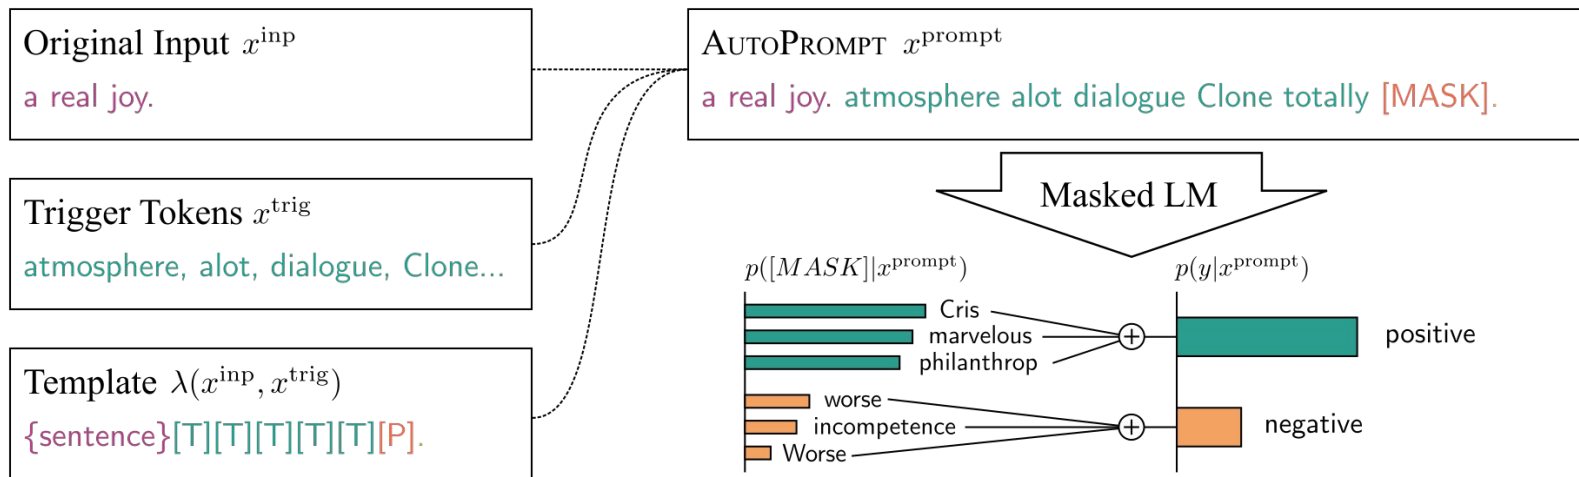 Original Input x^inp
a real joy.
Trigger Tokens x^trig
atmosphere, alot, dialogue, Clone...
Template λ(x^inp, x^trig)
{sentence}[T][T][T][T][T][P].
AUTOPROMPT x^prompt
a real joy. atmosphere alot dialogue Clone totally [MASK].
Masked LM
p([MASK]|x^prompt)
Cris
marvelous
philanthrop
worse
incompetence
Worse
p(y|x^prompt)
positive
negative